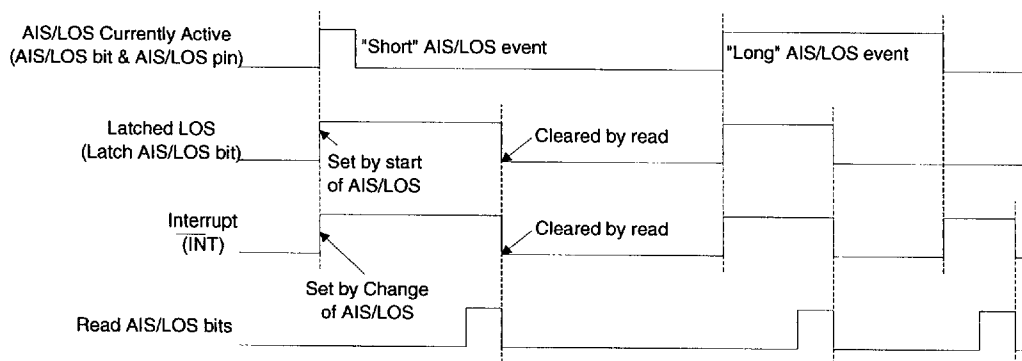 AIS/LOS Currently Active
(AIS/LOS bit & AIS/LOS pin)
"Short" AIS/LOS event
"Long" AIS/LOS event
Latched LOS
(Latch AIS/LOS bit)
Set by start
of AIS/LOS
Cleared by read
Interrupt
(INT)
Cleared by read
Set by Change
of AIS/LOS
Read AIS/LOS bits